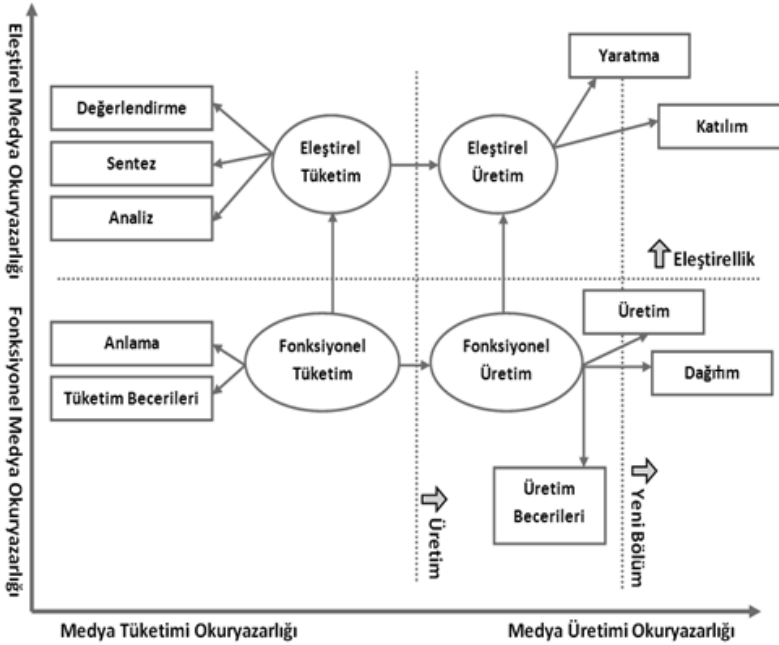 Eleştirel Medya Okuryazarlığı
Fonksiyonel Medya Okuryazarlığı
Değerlendirme
Sentez
Analiz
Eleştirel
Tüketim
Eleştirel
Üretim
Yaratma
Katılım
Eleştirellik
Anlama
Tüketim Becerileri
Fonksiyonel
Tüketim
Fonksiyonel
Üretim
Üretim
Dağıtım
Üretim
Becerileri
Üretim
Yeni Bölüm
Medya Tüketimi Okuryazarlığı
Medya Üretimi Okuryazarlığı